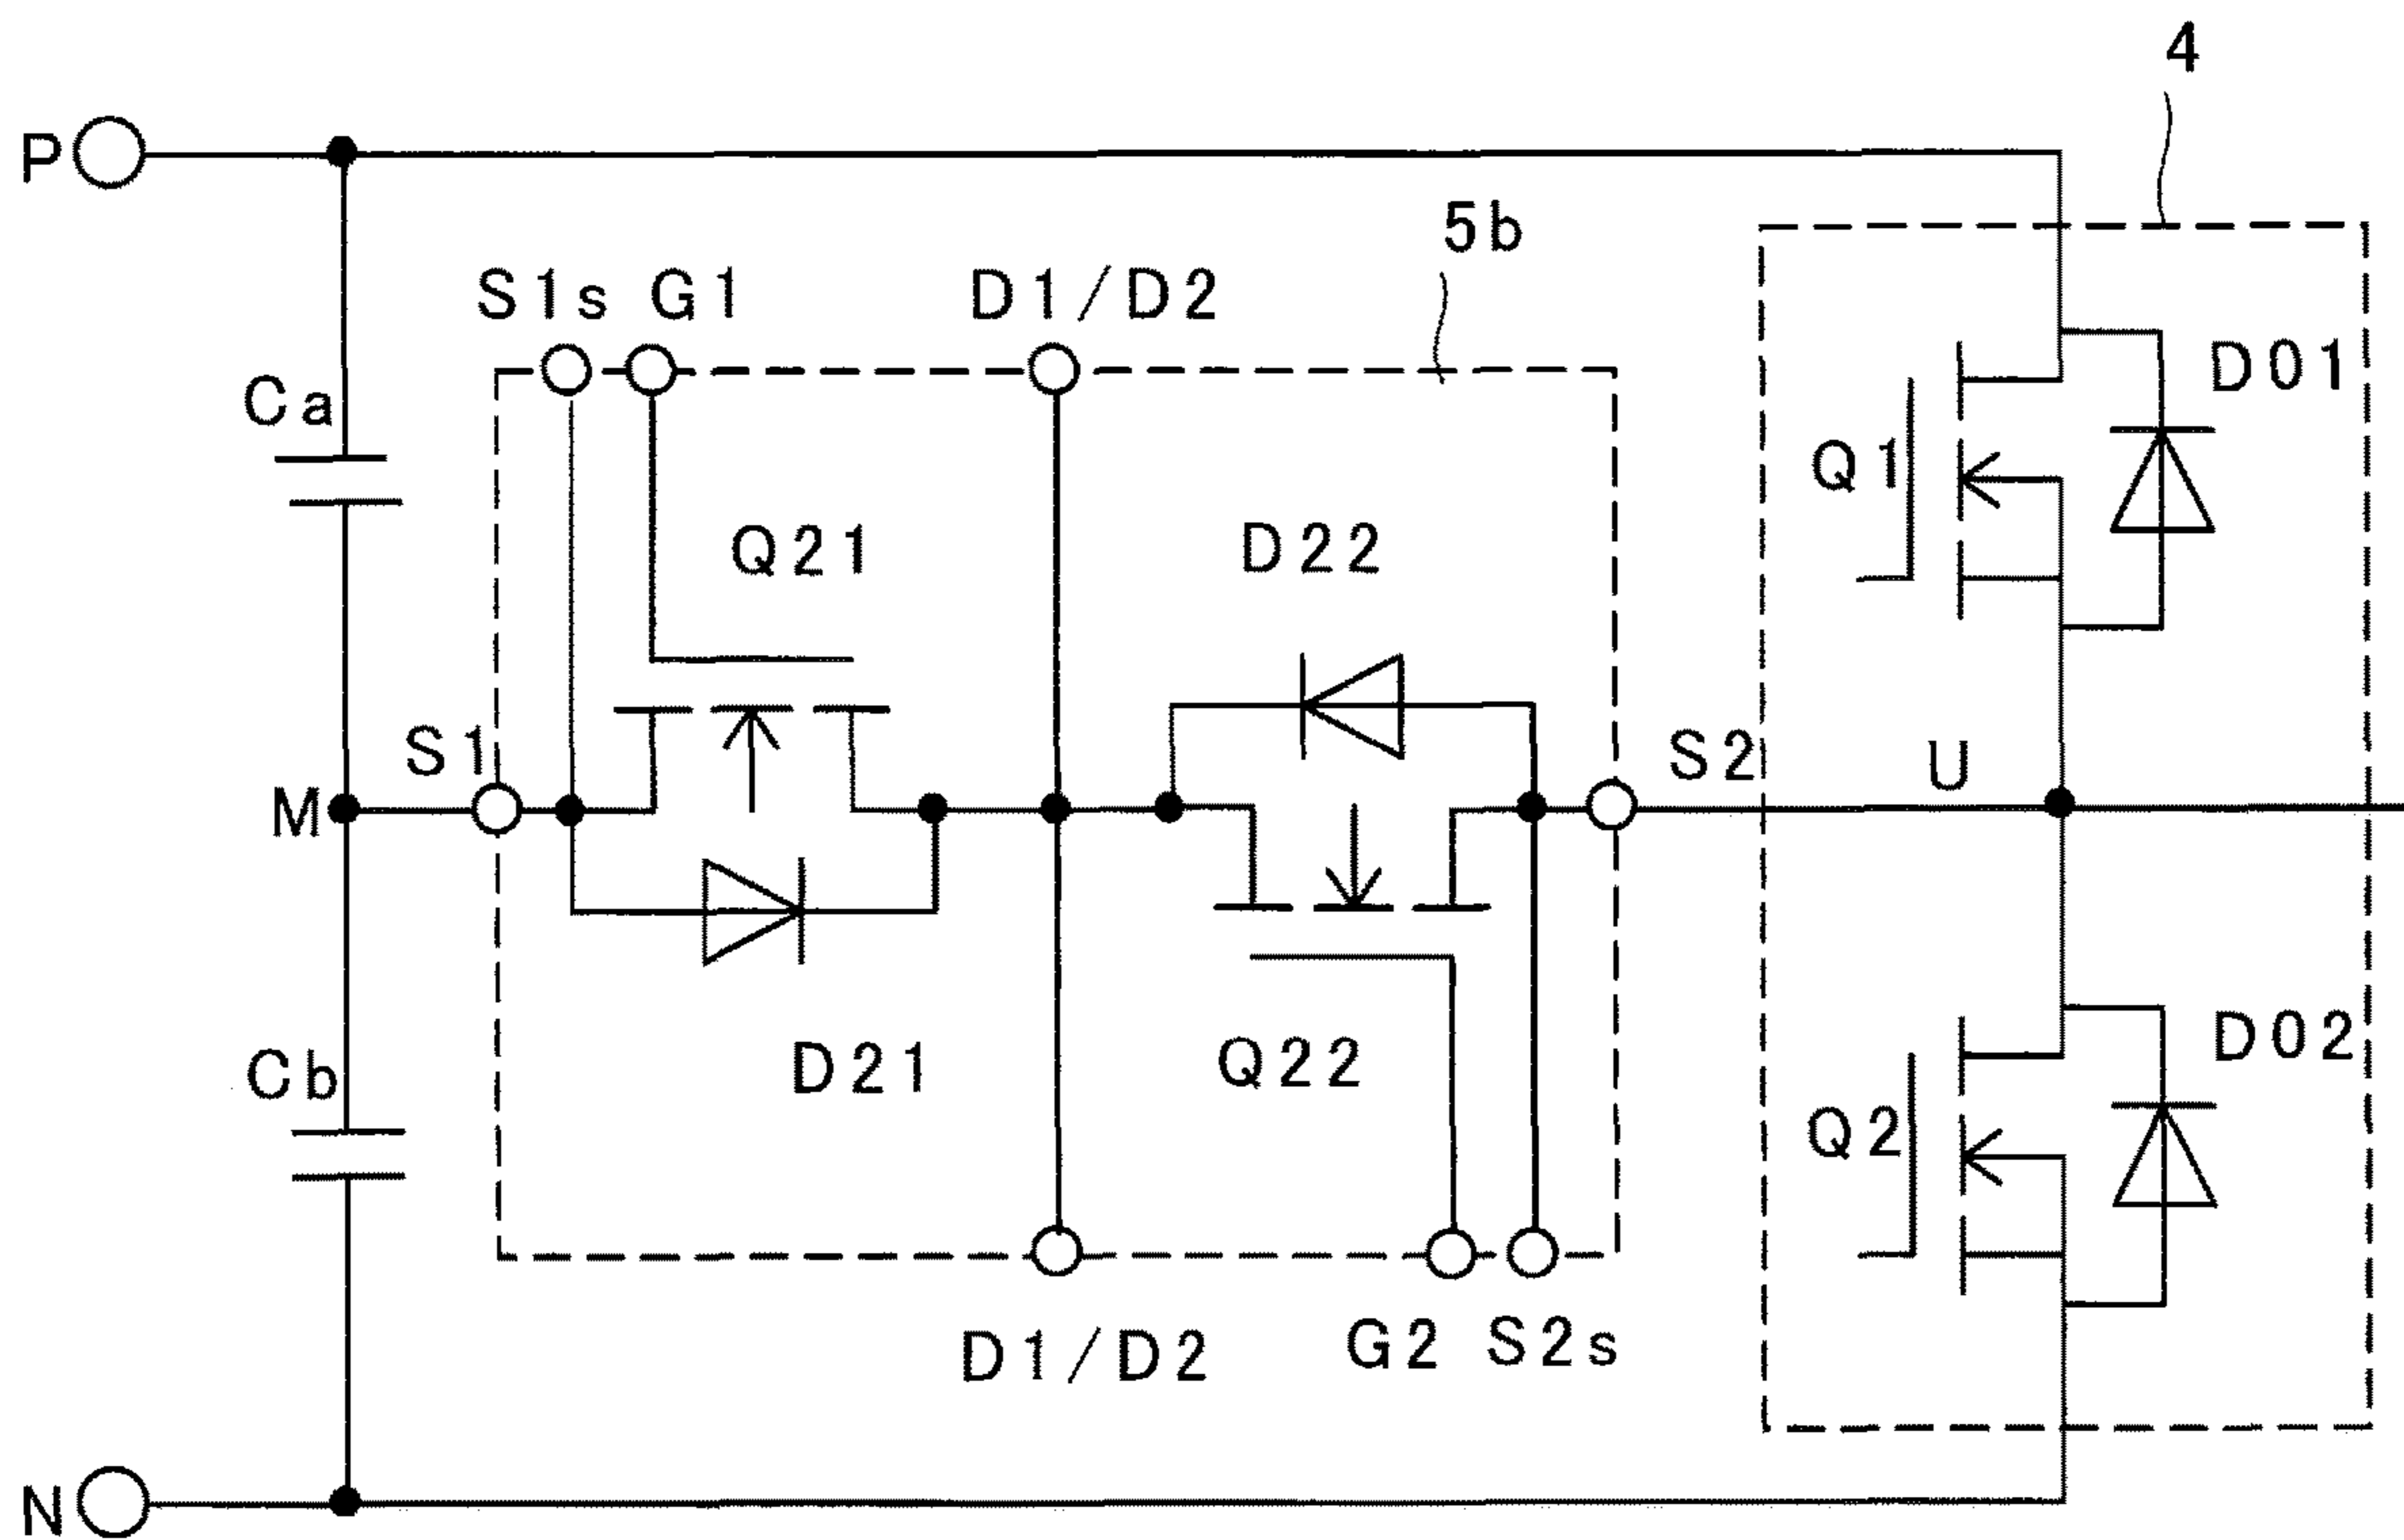 4
P
5b
S1s G1 D1/D2
D01
Ca
Q1
Q21 D22
S1 S2 U
M
D21 Q22 D02
Cb
Q2
D1/D2 G2 S2s
N